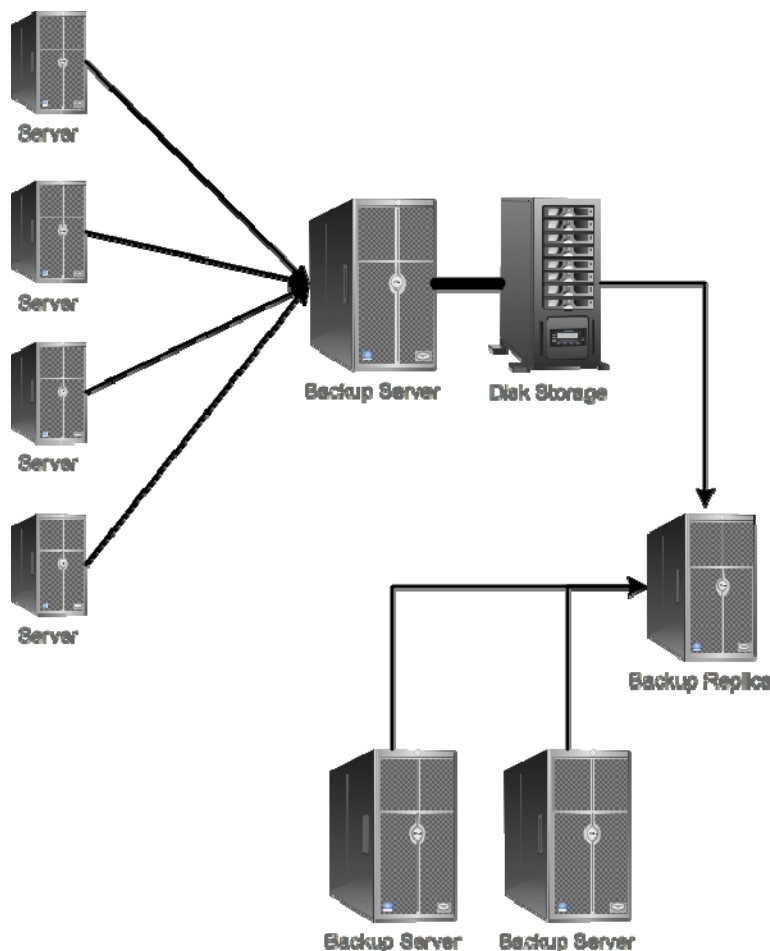 Server
Server
Backup Server
Disk Storage
Server
Server
Backup Replica
Backup Server
Backup Server